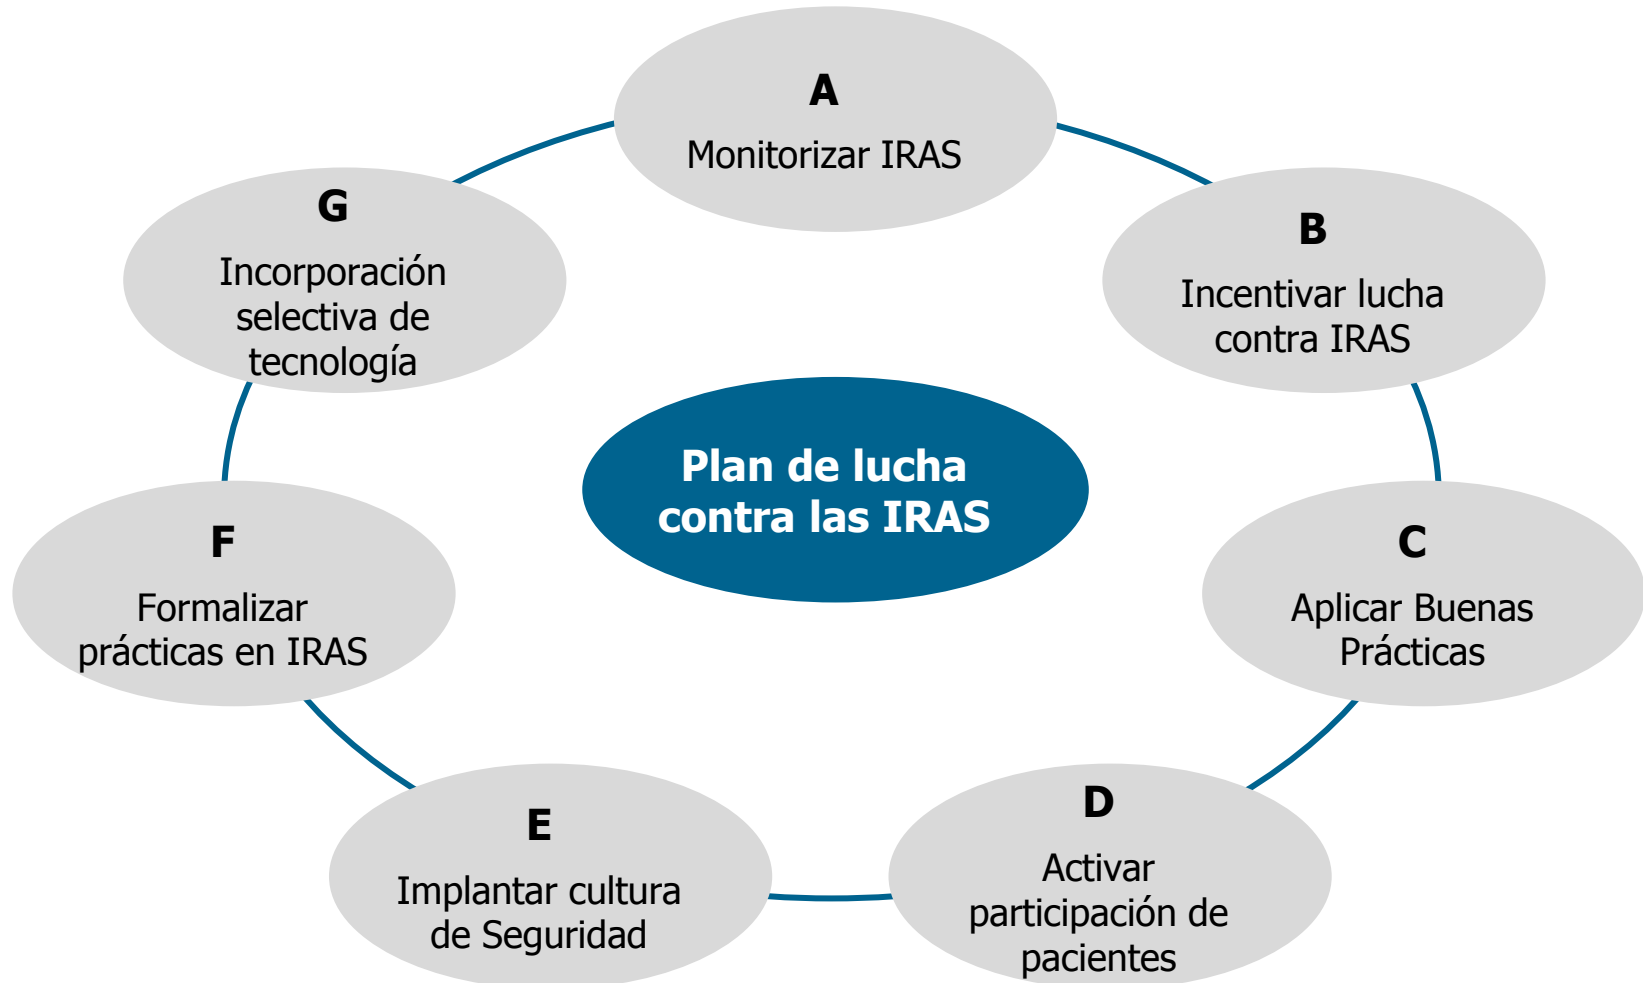 A
Monitorizar IRAS
B
Incentivar lucha
contra IRAS
C
Aplicar Buenas
Prácticas
D
Activar
participación de
pacientes
E
Implantar cultura
de Seguridad
F
Formalizar
prácticas en IRAS
G
Incorporación
selectiva de
tecnología
Plan de lucha
contra las IRAS